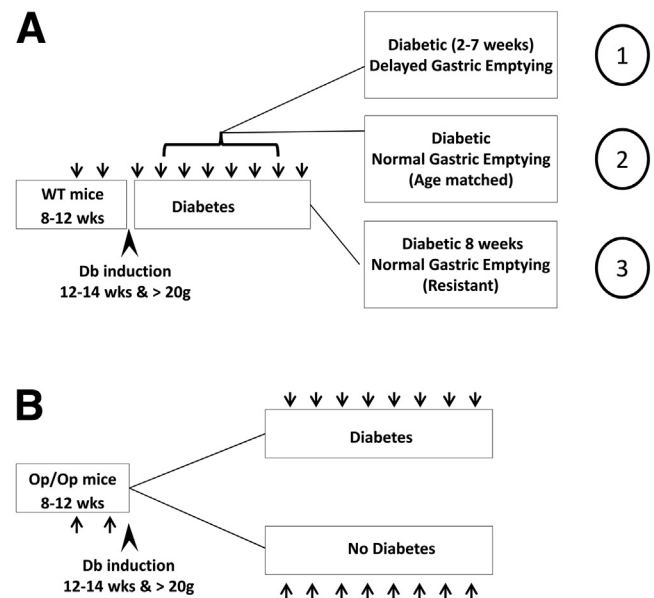 A
Diabetic (2-7 weeks)
Delayed Gastric Emptying
1
Diabetic
Normal Gastric Emptying
(Age matched)
2
WT mice
8-12 wks
Diabetes
Diabetic 8 weeks
Normal Gastric Emptying
(Resistant)
3
Db induction
12-14 wks & > 20g
B
Diabetes
Op/Op mice
8-12 wks
No Diabetes
Db induction
12-14 wks & > 20g